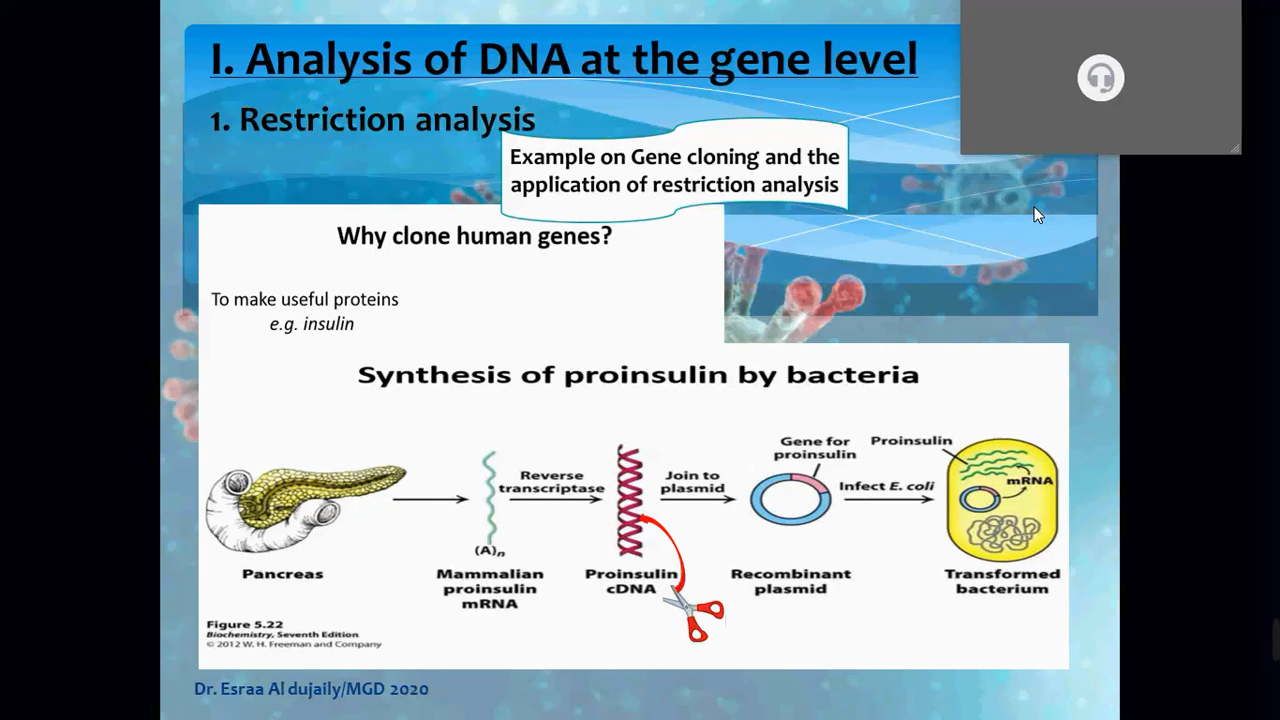 I. Analysis of DNA at the gene level
1. Restriction analysis
Example on Gene cloning and the
application of restriction analysis
Why clone human genes?
To make useful proteins
e.g. insulin
Synthesis of proinsulin by bacteria
Pancreas
(A)n
Mammalian
proinsulin
mRNA
Reverse
transcriptase
Proinsulin
cDNA
Join to
plasmid
Gene for
proinsulin
Recombinant
plasmid
Infect E. coli
Proinsulin
mRNA
Transformed
bacterium
Figure 5.22
Biochemistry, Seventh Edition
© 2012 W. H. Freeman and Company
Dr. Esraa Al dujaily/MGD 2020